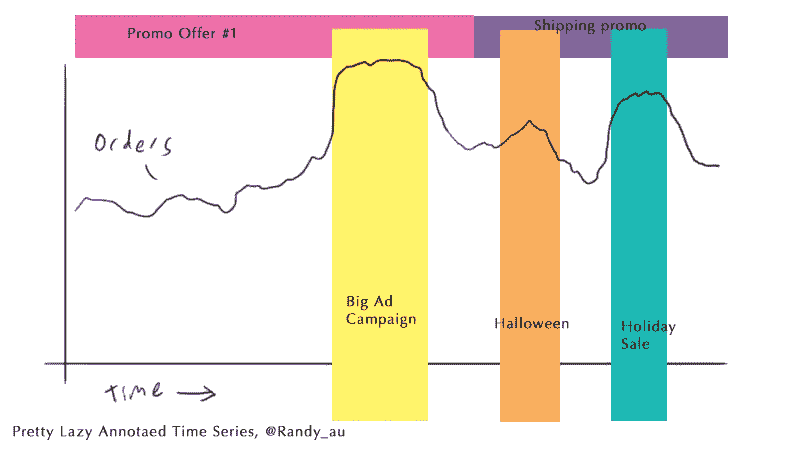 Promo Offer #1
Shipping promo
Orders
Big Ad
Campaign
Halloween
Holiday
Sale
TIME
Pretty Lazy Annotaed Time Series, @Randy_au